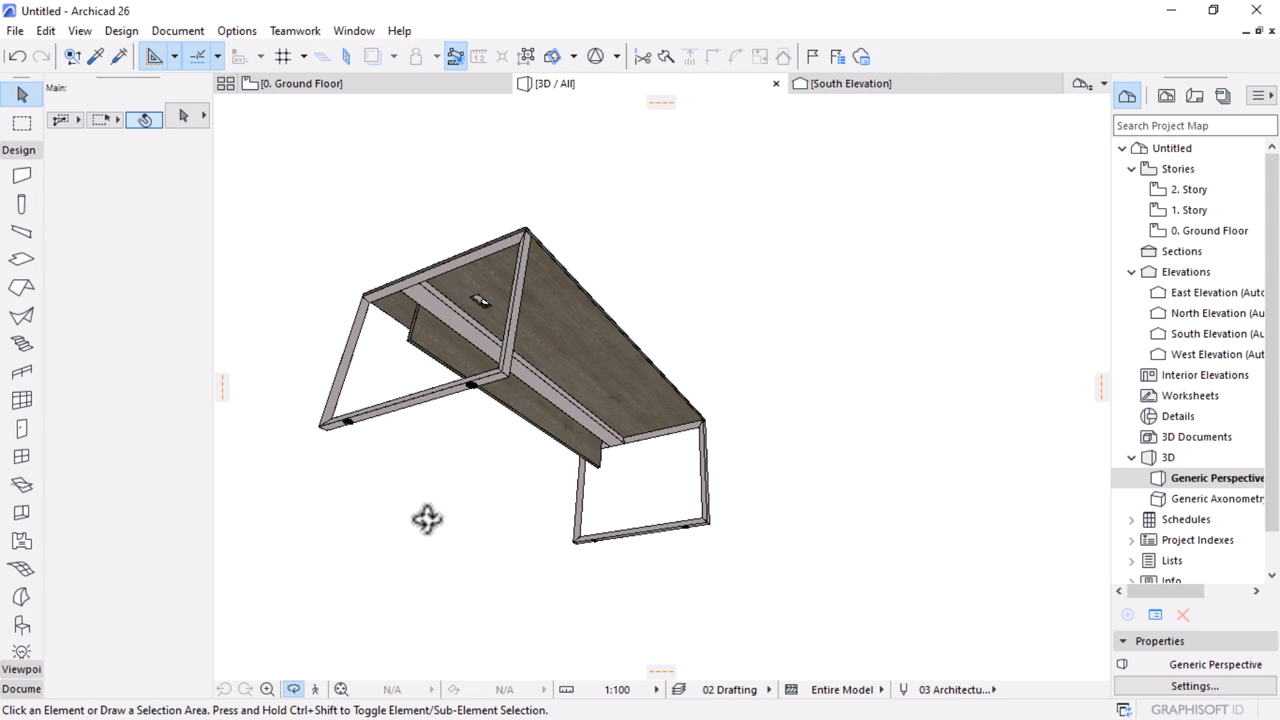 Untitled - Archicad 26
File Edit View Design Document Options Teamwork Window Help
Main:
[0. Ground Floor]
[3D / All]
[South Elevation]
Design
Viewpoi
Docume
Search Project Map
Untitled
Stories
2. Story
1. Story
0. Ground Floor
Sections
Elevations
East Elevation (Auto
North Elevation (Au
South Elevation (Au
West Elevation (Aut
Interior Elevations
Worksheets
Details
3D Documents
3D
Generic Perspective
Generic Axonometr
Schedules
Project Indexes
Lists
Info
Properties
Generic Perspective
Settings...
N/A
N/A
1:100
02 Drafting
Entire Model
03 Architectu...
Click an Element or Draw a Selection Area. Press and Hold Ctrl+Shift to Toggle Element/Sub-Element Selection.
GRAPHISOFT ID